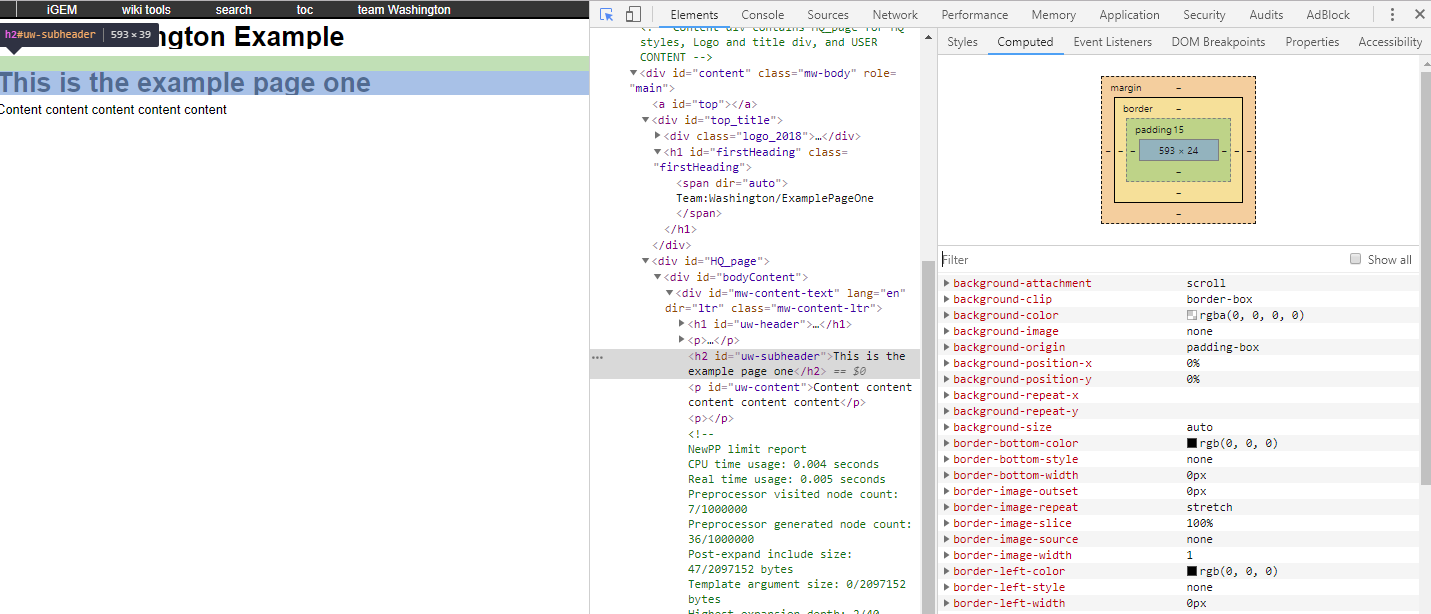 iGEM wiki tools search toc team Washington
h2#uw-subheader 593 × 39
ngton Example
This is the example page one
Content content content content content
Elements Console Sources Network Performance Memory Application Security Audits AdBlock
styles, Logo and title div, and USER
CONTENT -->
<div id="content" class="mw-body" role=
"main">
<a id="top"></a>
<div id="top_title">
<div class="logo_2018">…</div>
<h1 id="firstHeading" class=
"firstHeading">
<span dir="auto">
Team:Washington/ExamplePageOne
</span>
</h1>
</div>
<div id="HQ_page">
<div id="bodyContent">
<div id="mw-content-text" lang="en"
dir="ltr" class="mw-content-ltr">
<h1 id="uw-header">…</h1>
<p>…</p>
<h2 id="uw-subheader">This is the
example page one</h2> == $0
<p id="uw-content">Content content
content content content</p>
<p></p>
<!--
NewPP limit report
CPU time usage: 0.004 seconds
Real time usage: 0.005 seconds
Preprocessor visited node count:
7/1000000
Preprocessor generated node count:
36/1000000
Post-expand include size:
47/2097152 bytes
Template argument size: 0/2097152
bytes
Highest expansion depth: 2/40
Styles Computed Event Listeners DOM Breakpoints Properties Accessibility
margin –
border –
padding 15
– – – 593 × 24 – – –
–
–
–
Filter Show all
background-attachment scroll
background-clip border-box
background-color rgba(0, 0, 0, 0)
background-image none
background-origin padding-box
background-position-x 0%
background-position-y 0%
background-repeat-x
background-repeat-y
background-size auto
border-bottom-color rgb(0, 0, 0)
border-bottom-style none
border-bottom-width 0px
border-image-outset 0px
border-image-repeat stretch
border-image-slice 100%
border-image-source none
border-image-width 1
border-left-color rgb(0, 0, 0)
border-left-style none
border-left-width 0px